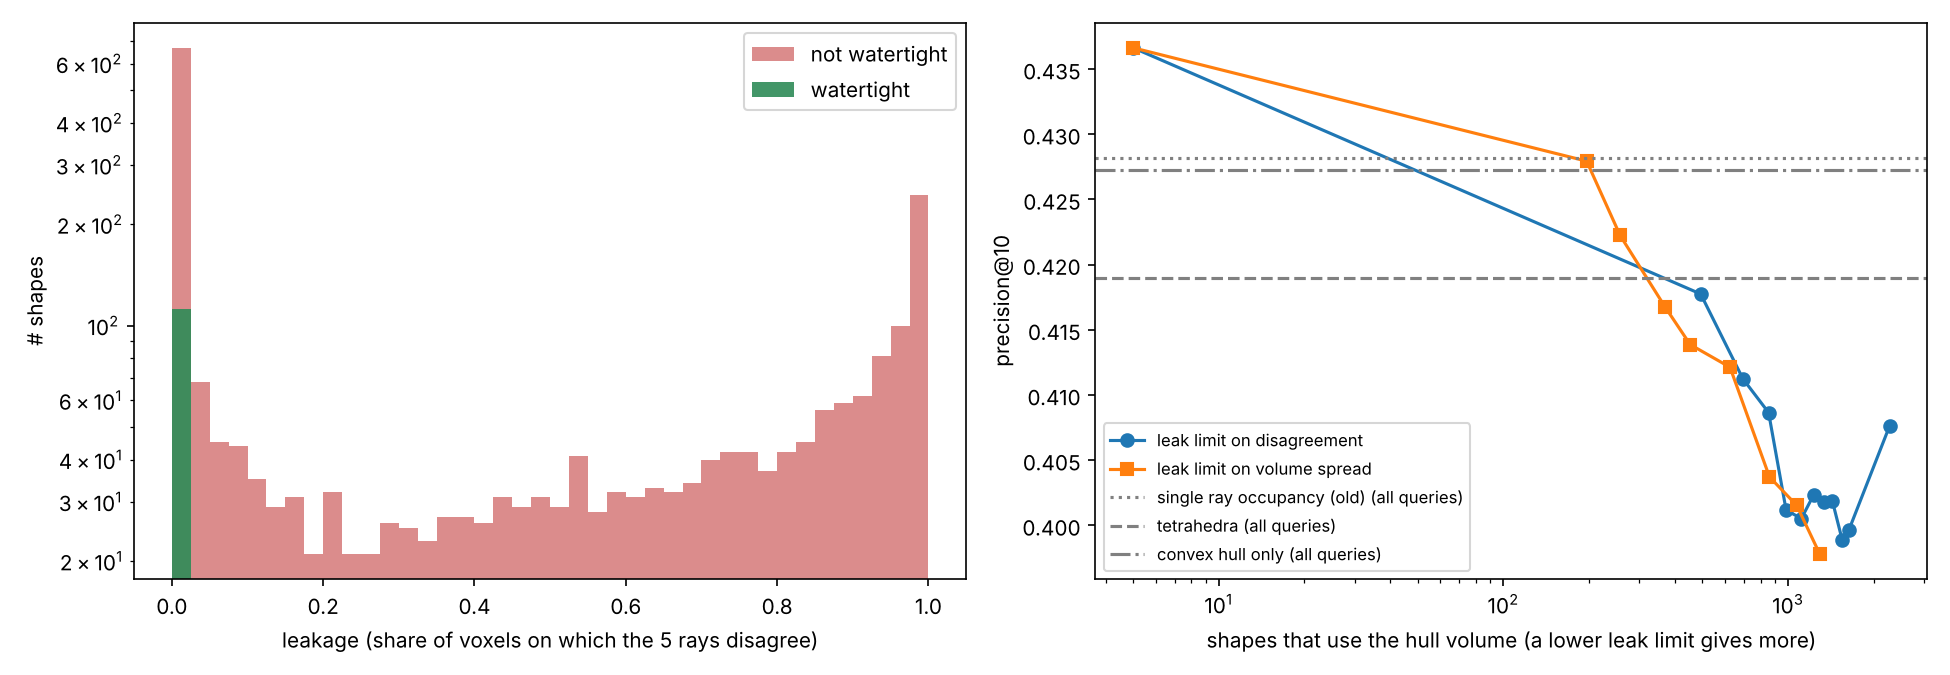 # shapes
6 × 10²
4 × 10²
3 × 10²
2 × 10²
10²
6 × 10¹
4 × 10¹
3 × 10¹
2 × 10¹
not watertight
watertight
0.0 0.2 0.4 0.6 0.8 1.0
leakage (share of voxels on which the 5 rays disagree)
precision@10
0.435
0.430
0.425
0.420
0.415
0.410
0.405
0.400
leak limit on disagreement
leak limit on volume spread
single ray occupancy (old) (all queries)
tetrahedra (all queries)
convex hull only (all queries)
10¹ 10² 10³
shapes that use the hull volume (a lower leak limit gives more)